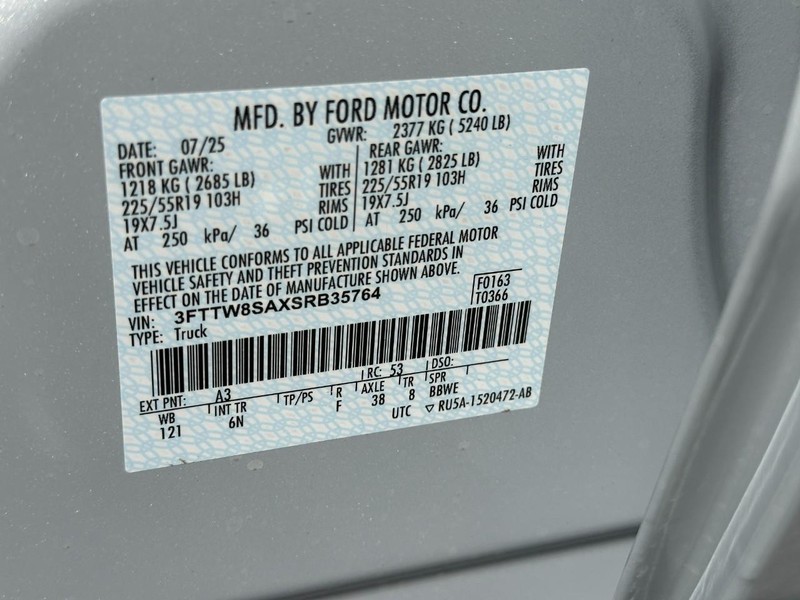 MFD. BY FORD MOTOR CO.
DATE: 07/25 GVWR: 2377 KG ( 5240 LB)
FRONT GAWR: REAR GAWR:
1218 KG ( 2685 LB) WITH 1281 KG ( 2825 LB) WITH
225/55R19 103H TIRES 225/55R19 103H TIRES
19X7.5J RIMS 19X7.5J RIMS
AT 250 kPa/ 36 PSI COLD AT 250 kPa/ 36 PSI COLD
THIS VEHICLE CONFORMS TO ALL APPLICABLE FEDERAL MOTOR
VEHICLE SAFETY AND THEFT PREVENTION STANDARDS IN
EFFECT ON THE DATE OF MANUFACTURE SHOWN ABOVE.
VIN: 3FTTW8SAXSRB35764 F0163
TYPE: Truck T0366
EXT PNT: A3 RC: 53 DSO:
WB INT TR TP/PS R AXLE TR SPR
121 6N F 38 8 BBWE
UTC ▽ RU5A-1520472-AB